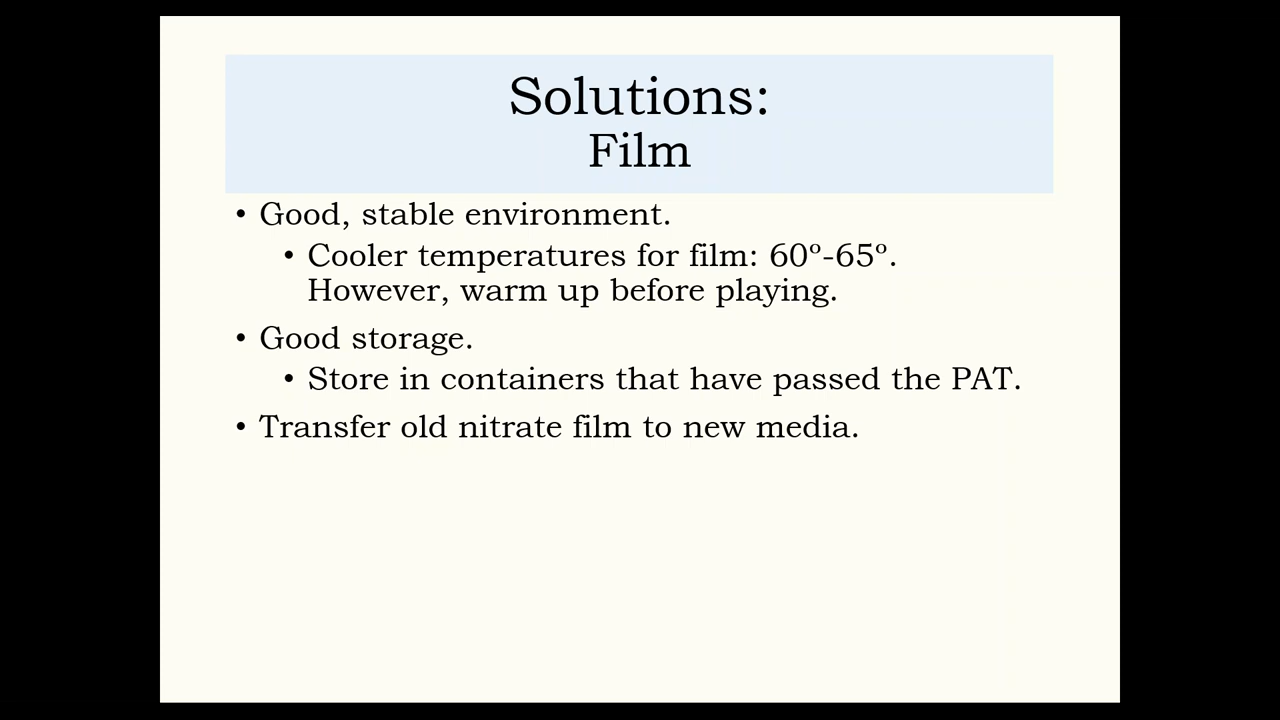 Solutions:
Film
• Good, stable environment.
• Cooler temperatures for film: 60º-65º.
However, warm up before playing.
• Good storage.
• Store in containers that have passed the PAT.
• Transfer old nitrate film to new media.